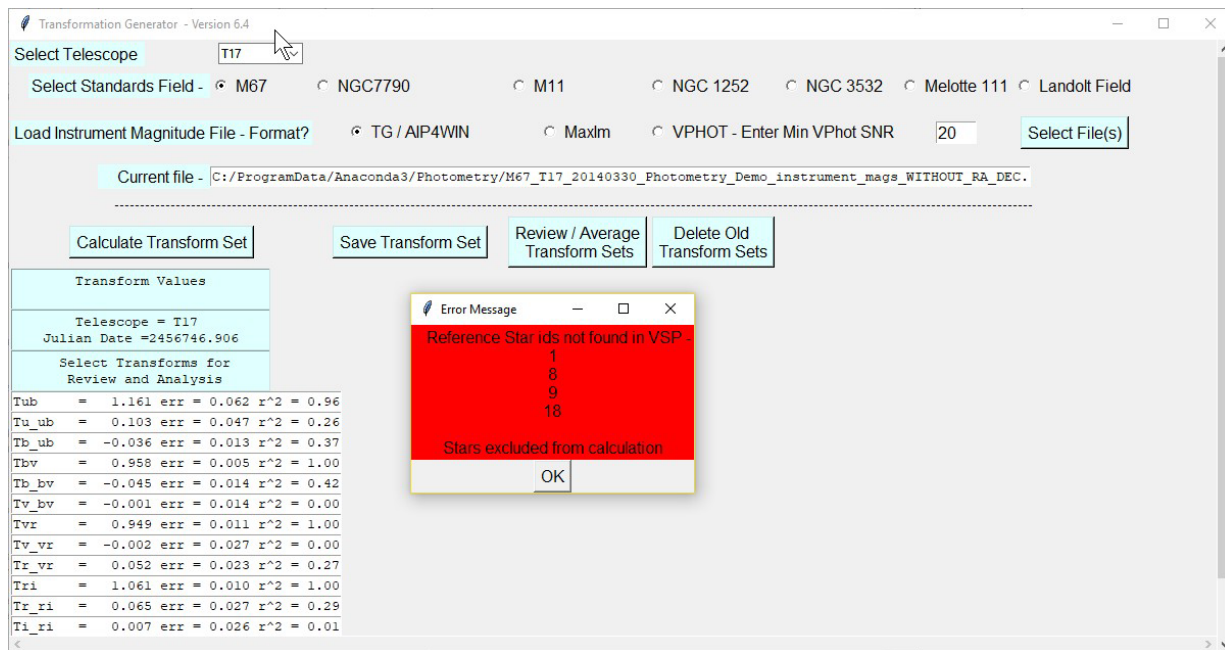 Transformation Generator - Version 6.4
Select Telescope T17
Select Standards Field - M67 NGC7790 M11 NGC 1252 NGC 3532 Melotte 111 Landolt Field
Load Instrument Magnitude File - Format? TG / AIP4WIN MaxIm VPHOT - Enter Min VPhot SNR 20 Select File(s)
Current file - C:/ProgramData/Anaconda3/Photometry/M67_T17_20140330_Photometry_Demo_instrument_mags_WITHOUT_RA_DEC.
Calculate Transform Set Save Transform Set
Review / Average
Transform Sets
Delete Old
Transform Sets
Transform Values
Telescope = T17
Julian Date =2456746.906
Select Transforms for
Review and Analysis
Tub = 1.161 err = 0.062 r^2 = 0.96
Tu_ub = 0.103 err = 0.047 r^2 = 0.26
Tb_ub = -0.036 err = 0.013 r^2 = 0.37
Tbv = 0.958 err = 0.005 r^2 = 1.00
Tb_bv = -0.045 err = 0.014 r^2 = 0.42
Tv_bv = -0.001 err = 0.014 r^2 = 0.00
Tvr = 0.949 err = 0.011 r^2 = 1.00
Tv_vr = -0.002 err = 0.027 r^2 = 0.00
Tr_vr = 0.052 err = 0.023 r^2 = 0.27
Tri = 1.061 err = 0.010 r^2 = 1.00
Tr_ri = 0.065 err = 0.027 r^2 = 0.29
Ti_ri = 0.007 err = 0.026 r^2 = 0.01
Error Message
Reference Star ids not found in VSP -
1
8
9
18
Stars excluded from calculation
OK